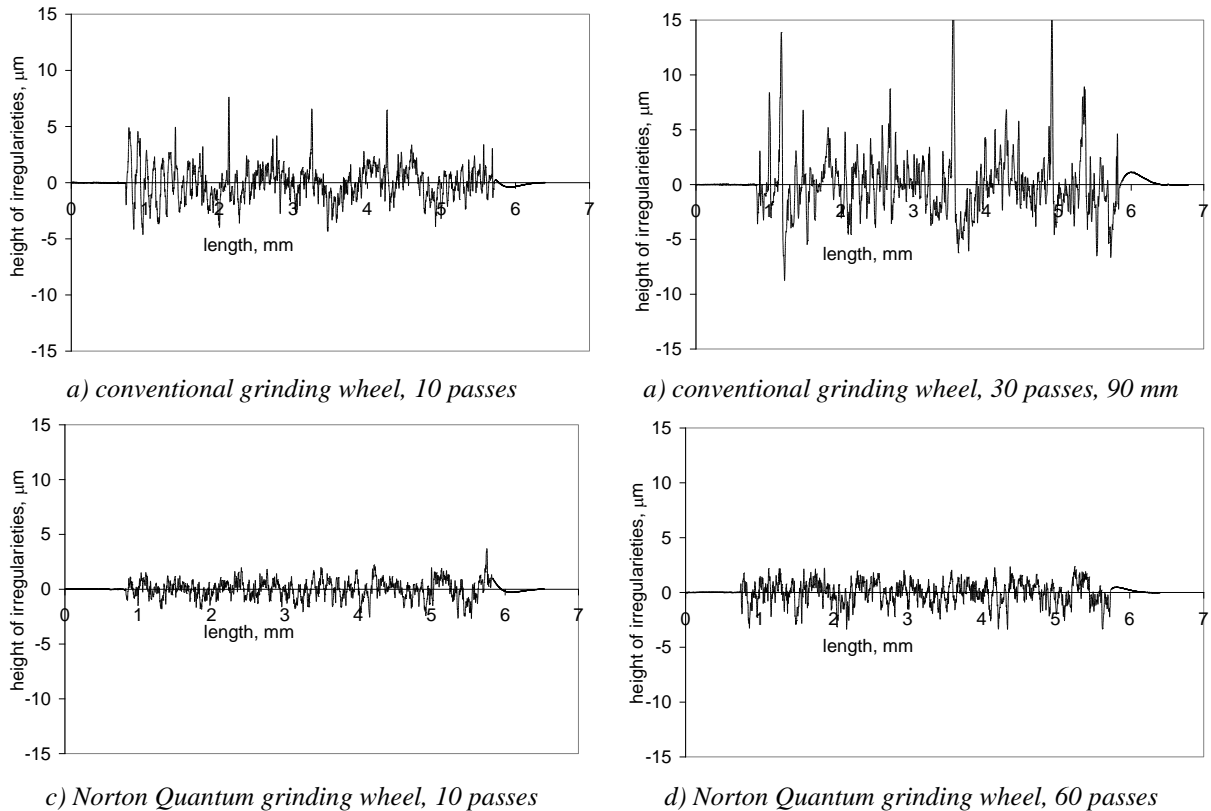 15
10
5
0
-5
-10
-15
0 1 2 3 4 5 6 7
length, mm
height of irregularieties, μm
a) conventional grinding wheel, 10 passes
15
10
5
0
-5
-10
-15
0 1 2 3 4 5 6 7
length, mm
height of irregularieties, μm
a) conventional grinding wheel, 30 passes, 90 mm
15
10
5
0
-5
-10
-15
0 1 2 3 4 5 6 7
length, mm
height of irregularieties, μm
c) Norton Quantum grinding wheel, 10 passes
15
10
5
0
-5
-10
-15
0 1 2 3 4 5 6 7
length, mm
height of irregularieties, μm
d) Norton Quantum grinding wheel, 60 passes